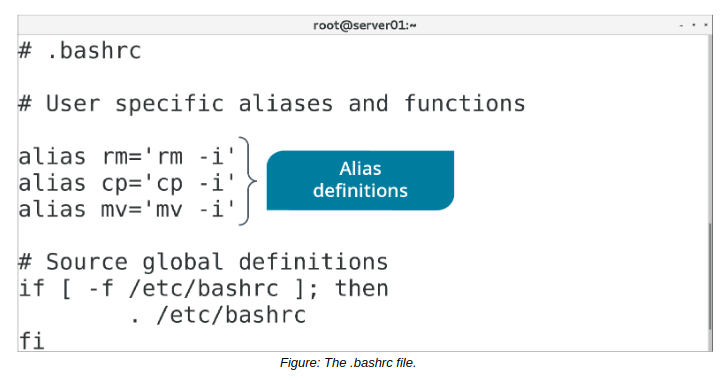 root@server01:~
# .bashrc
# User specific aliases and functions
alias rm='rm -i'
alias cp='cp -i'
alias mv='mv -i'
Alias
definitions
# Source global definitions
if [ -f /etc/bashrc ]; then
        . /etc/bashrc
fi
Figure: The .bashrc file.